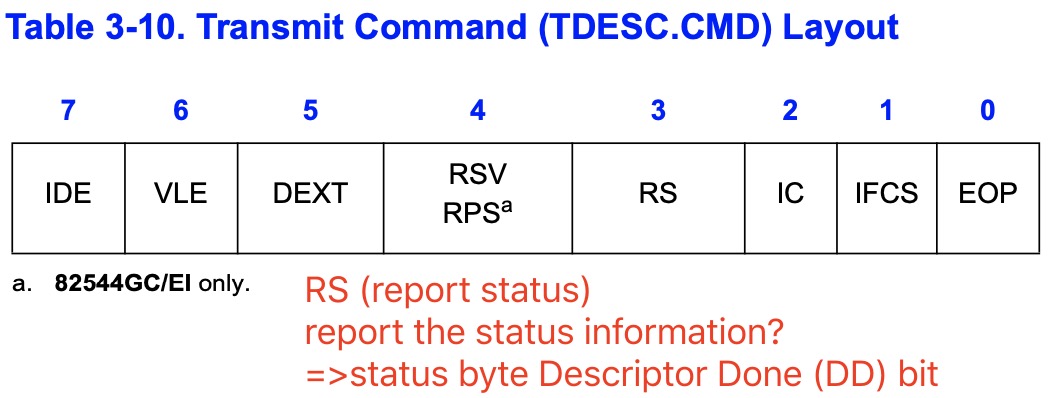 Table 3-10. Transmit Command (TDESC.CMD) Layout
7 6 5 4 3 2 1 0
IDE VLE DEXT RSV RPSa RS IC IFCS EOP
a. 82544GC/EI only.
RS (report status)
report the status information?
=>status byte Descriptor Done (DD) bit